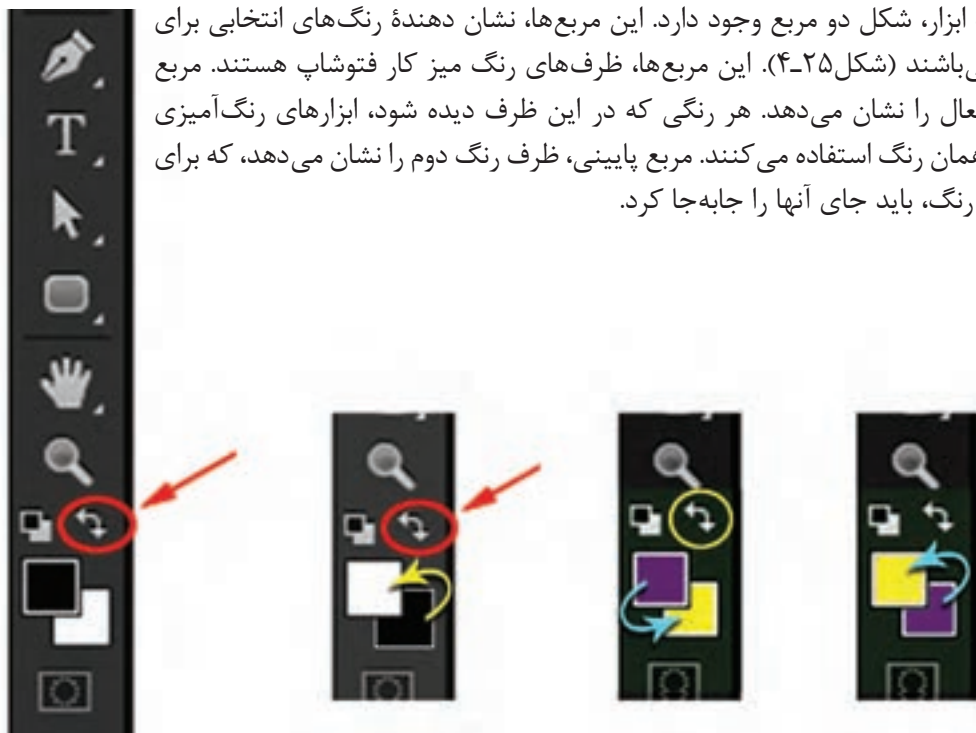 ابزار، شکل دو مربع وجود دارد. این مربع‌ها، نشان دهندهٔ رنگ‌های انتخابی برای
می‌باشند (شکل۲۵ـ۴). این مربع‌ها، ظرف‌های رنگ میز کار فتوشاپ هستند. مربع
را نشان می‌دهد. هر رنگی که در این ظرف دیده شود، ابزارهای رنگ‌آمیزی
همان رنگ استفاده می‌کنند. مربع پایینی، ظرف رنگ دوم را نشان می‌دهد، که برای
رنگ، باید جای آنها را جابه‌جا کرد.
T